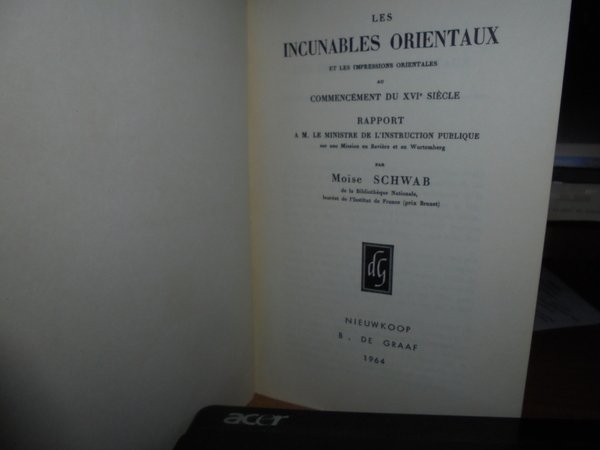 LES
INCUNABLES ORIENTAUX
ET LES IMPRESSIONS ORIENTALES
AU
COMMENCEMENT DU XVIe SIÈCLE
RAPPORT
A M. LE MINISTRE DE L'INSTRUCTION PUBLIQUE
sur une Mission en Bavière et en Wurtemberg
PAR
Moïse SCHWAB
de la Bibliothèque Nationale,
lauréat de l'Institut de France (prix Brunet)
dG
NIEUWKOOP
B. DE GRAAF
1964
acer